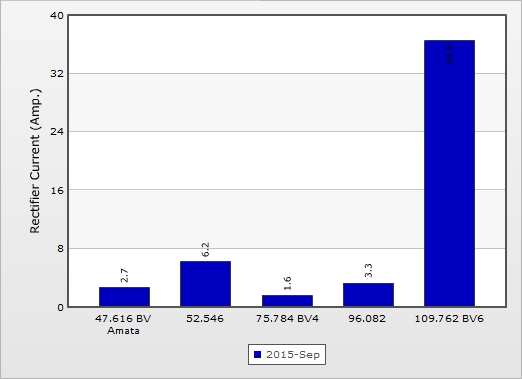 40
32
24
16
8
0
Rectifier Current (Amp.)
2.7
6.2
1.6
3.3
47.616 BV
Amata
52.546
75.784 BV4
96.082
109.762 BV6
2015-Sep